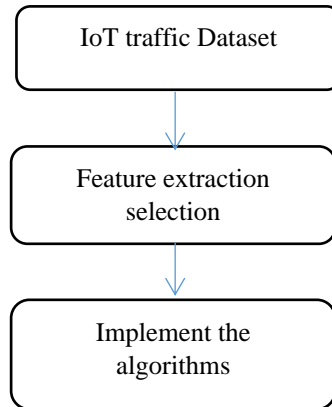 IoT traffic Dataset
Feature extraction
selection
Implement the
algorithms